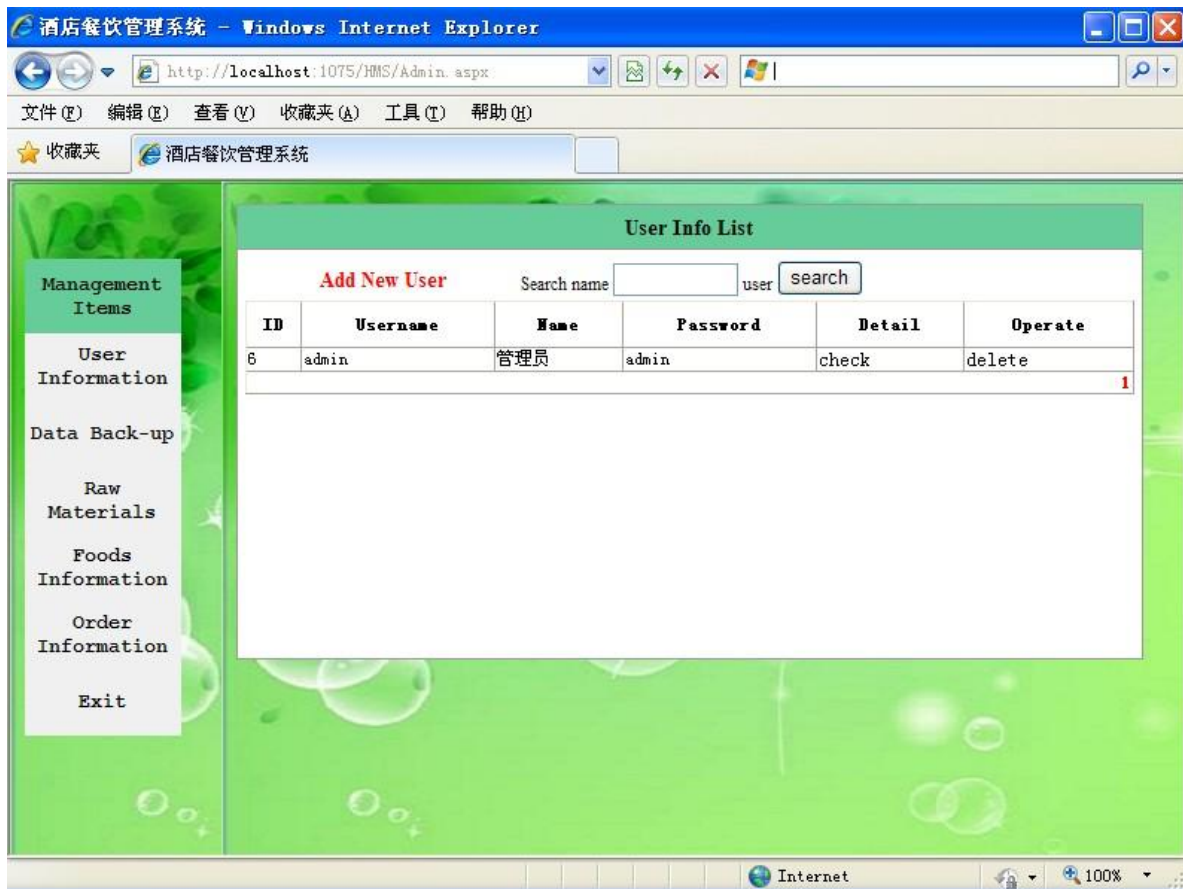 酒店餐饮管理系统 - Windows Internet Explorer
http://localhost:1075/HMS/Admin.aspx
文件(F) 编辑(E) 查看(V) 收藏夹(A) 工具(T) 帮助(H)
收藏夹 酒店餐饮管理系统
Management
Items
User
Information
Data Back-up
Raw
Materials
Foods
Information
Order
Information
Exit
User Info List
Add New User Search name user search
ID Username Name Password Detail Operate
6 admin 管理员 admin check delete
1
Internet 100%